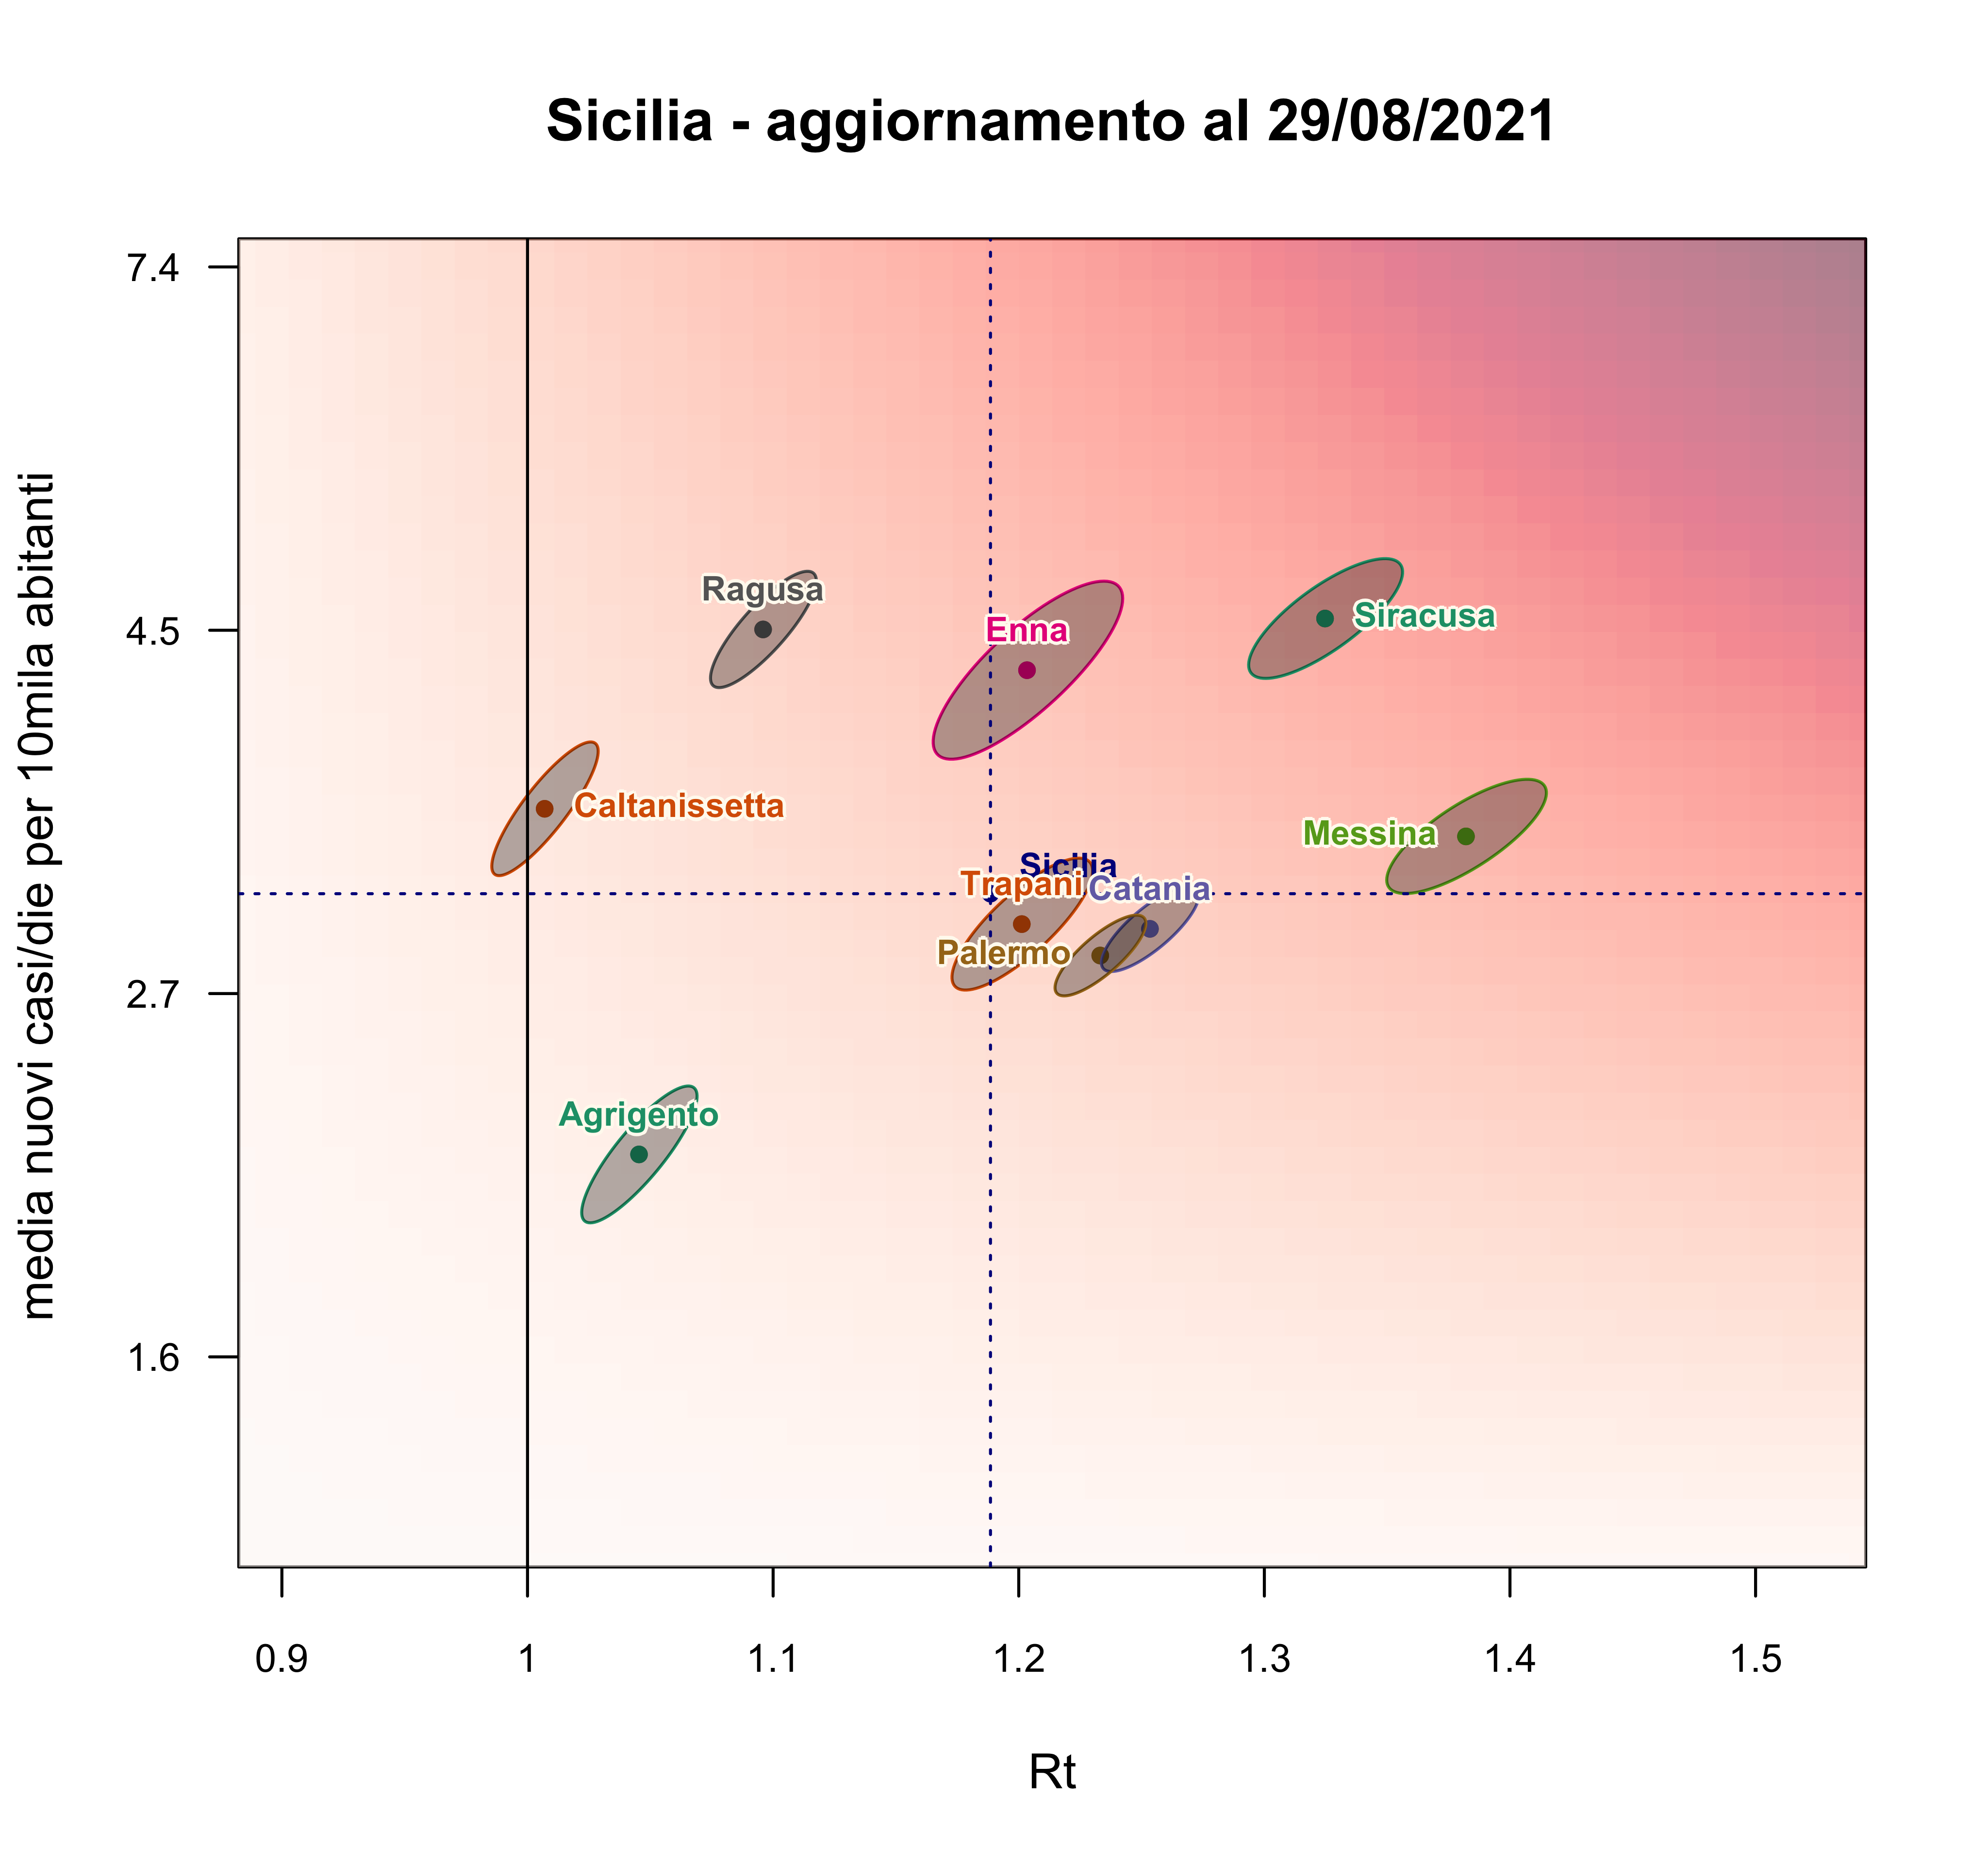 Sicilia - aggiornamento al 29/08/2021
media nuovi casi/die per 10mila abitanti
7.4
4.5
2.7
1.6
Ragusa
Enna
Siracusa
Caltanissetta
Messina
Sicilia
Trapani
Catania
Palermo
Agrigento
0.9 1 1.1 1.2 1.3 1.4 1.5
Rt